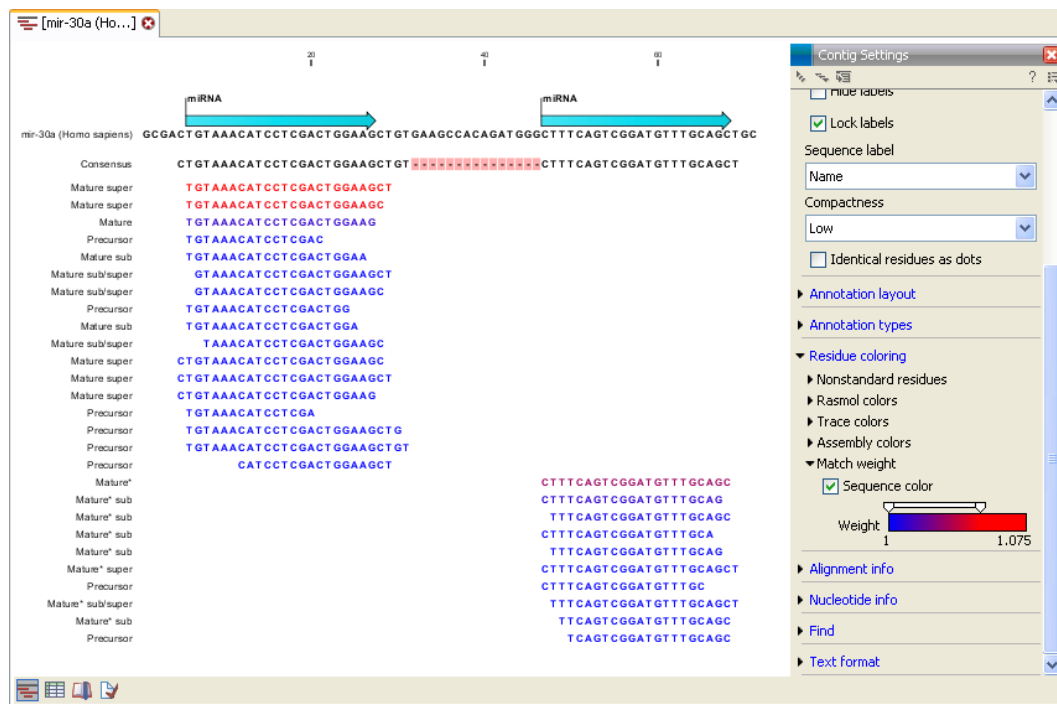 [mir-30a (Ho...]
20
40
60
miRNA
miRNA
mir-30a (Homo sapiens) GCGACTGTAAACATCCTCGACTGGAAGCTGTGAAGCCACAGATGGGCTTTCAGTCGGATGTTTGCAGCTGC
Consensus CTGTAAACATCCTCGACTGGAAGCTGT---------------CTTTCAGTCGGATGTTTGCAGCT
Mature super TGTAAACATCCTCGACTGGAAGCT
Mature super TGTAAACATCCTCGACTGGAAGC
Mature TGTAAACATCCTCGACTGGAAG
Precursor TGTAAACATCCTCGAC
Mature sub TGTAAACATCCTCGACTGGAA
Mature sub/super GTAAACATCCTCGACTGGAAGCT
Mature sub/super GTAAACATCCTCGACTGGAAGC
Precursor TGTAAACATCCTCGACTGG
Mature sub TGTAAACATCCTCGACTGGA
Mature sub/super TAAACATCCTCGACTGGAAGC
Mature super CTGTAAACATCCTCGACTGGAAGC
Mature super CTGTAAACATCCTCGACTGGAAGCT
Mature super CTGTAAACATCCTCGACTGGAAG
Precursor TGTAAACATCCTCGA
Precursor TGTAAACATCCTCGACTGGAAGCTG
Precursor TGTAAACATCCTCGACTGGAAGCTGT
Precursor CATCCTCGACTGGAAGCT
Mature* CTTTCAGTCGGATGTTTGCAGC
Mature* sub CTTTCAGTCGGATGTTTGCAG
Mature* sub TTTCAGTCGGATGTTTGCAGC
Mature* sub CTTTCAGTCGGATGTTTGCA
Mature* sub TTTCAGTCGGATGTTTGCAG
Mature* super CTTTCAGTCGGATGTTTGCAGCT
Precursor CTTTCAGTCGGATGTTTGC
Mature* sub/super TTTCAGTCGGATGTTTGCAGCT
Mature* sub TTCAGTCGGATGTTTGCAGC
Precursor TCAGTCGGATGTTTGCAGC
Contig Settings
?
Hide labels
Lock labels
Sequence label
Name
Compactness
Low
Identical residues as dots
Annotation layout
Annotation types
Residue coloring
Nonstandard residues
Rasmol colors
Trace colors
Assembly colors
Match weight
Sequence color
Weight
1 1.075
Alignment info
Nucleotide info
Find
Text format